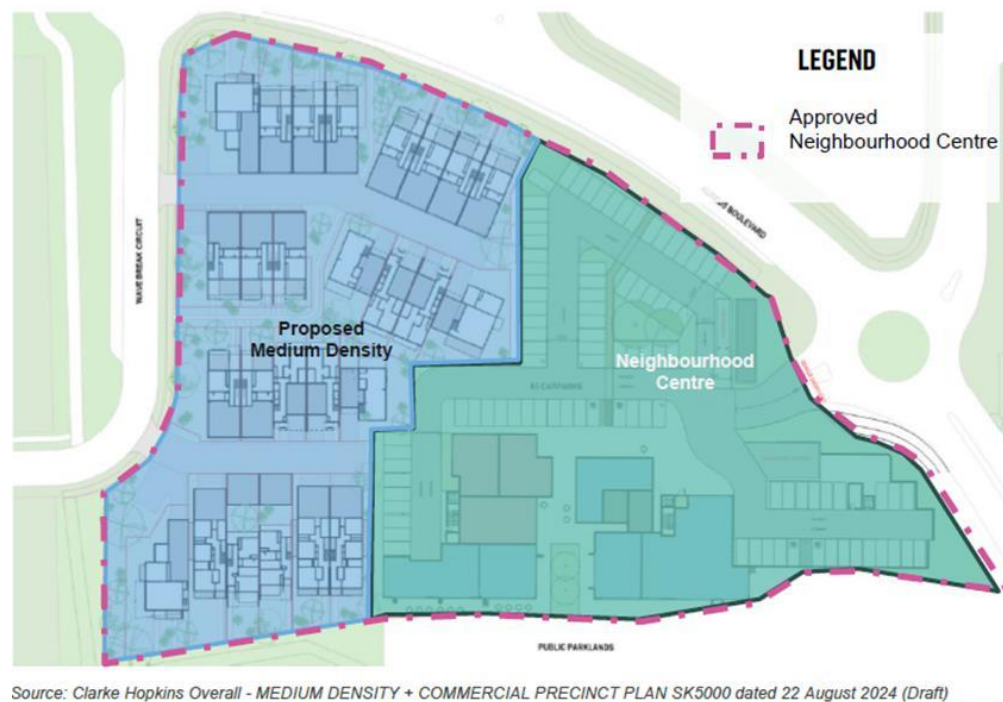 LEGEND
Approved
Neighbourhood Centre
BOULEVARD
WAVE BREAK CIRCUIT
Proposed
Medium Density
Neighbourhood
Centre
PUBLIC PARKLANDS
Source: Clarke Hopkins Overall - MEDIUM DENSITY + COMMERCIAL PRECINCT PLAN SK5000 dated 22 August 2024 (Draft)